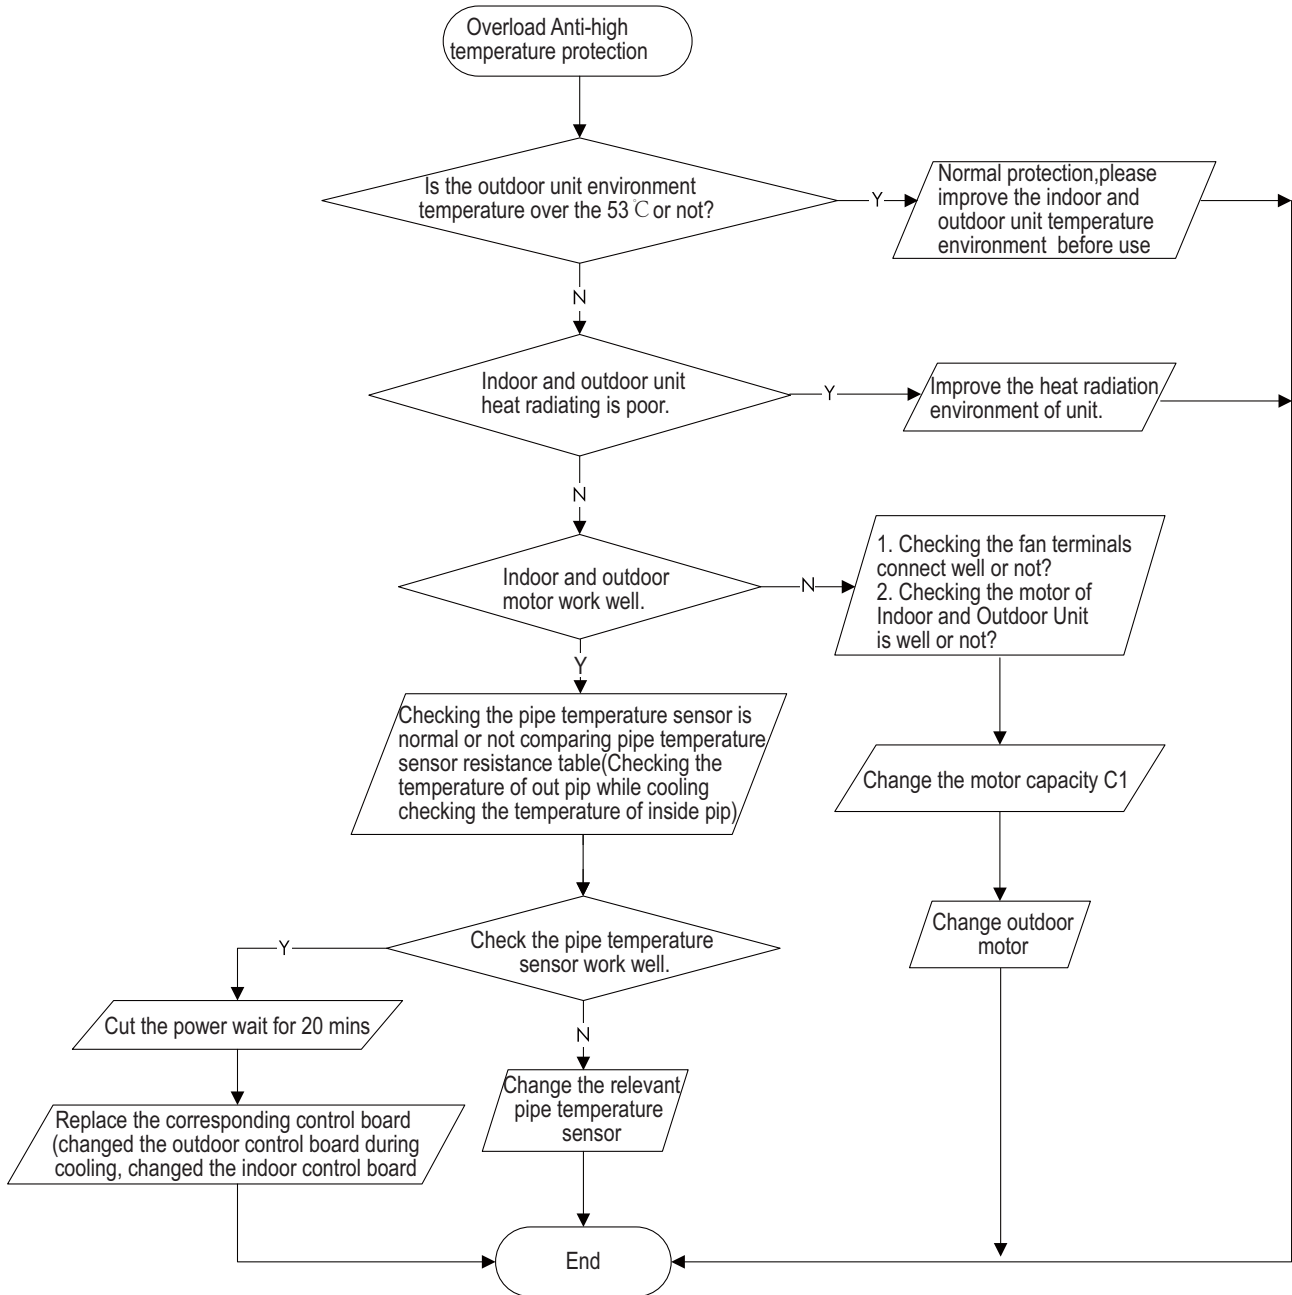 Overload Anti-high
temperature protection
Is the outdoor unit environment
temperature over the 53℃ or not?
Y
Normal protection,please
improve the indoor and
outdoor unit temperature
environment before use
N
Indoor and outdoor unit
heat radiating is poor.
Y
Improve the heat radiation
environment of unit.
N
Indoor and outdoor
motor work well.
N
1. Checking the fan terminals
connect well or not?
2. Checking the motor of
Indoor and Outdoor Unit
is well or not?
Y
Checking the pipe temperature sensor is
normal or not comparing pipe temperature
sensor resistance table(Checking the
temperature of out pip while cooling
checking the temperature of inside pip)
Change the motor capacity C1
Change outdoor
motor
Check the pipe temperature
sensor work well.
Y
Cut the power wait for 20 mins
N
Change the relevant
pipe temperature
sensor
Replace the corresponding control board
(changed the outdoor control board during
cooling, changed the indoor control board
End